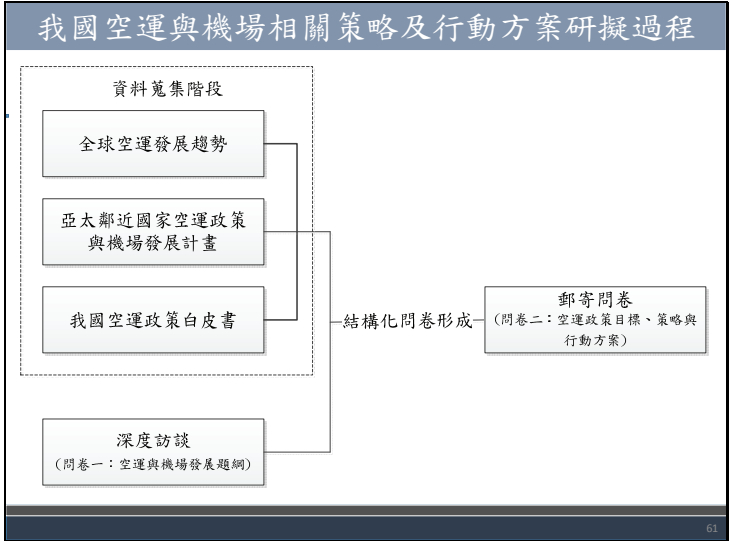 我國空運與機場相關策略及行動方案研擬過程
資料蒐集階段
全球空運發展趨勢
亞太鄰近國家空運政策
與機場發展計畫
我國空運政策白皮書
結構化問卷形成
郵寄問卷
(問卷二：空運政策目標、策略與
行動方案)
深度訪談
(問卷一：空運與機場發展題綱)
61